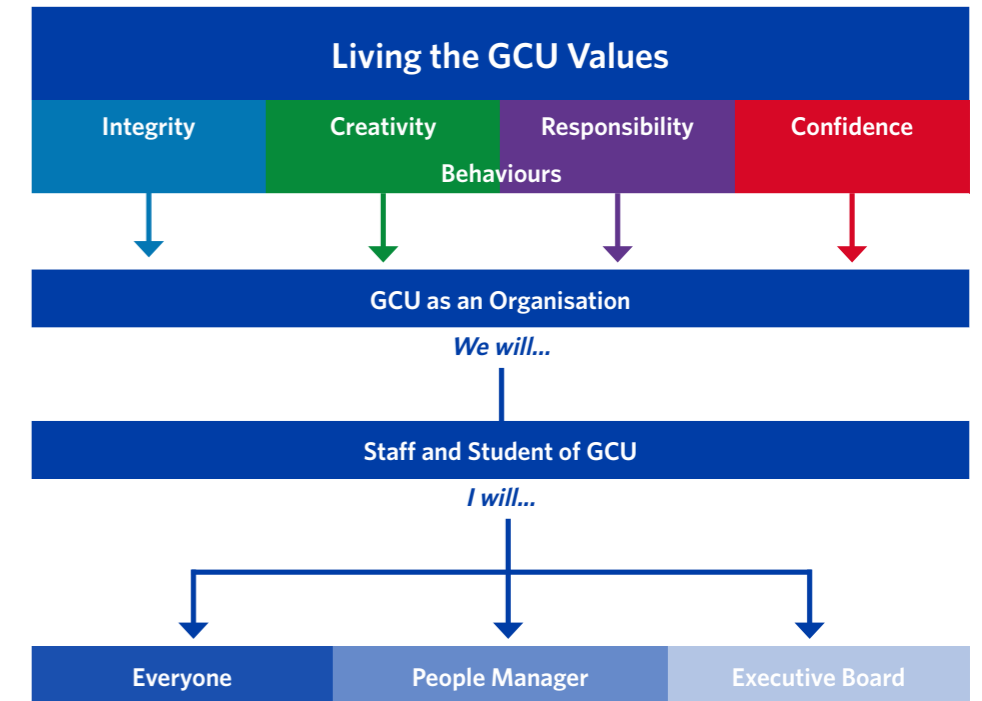 Living the GCU Values
Integrity Creativity Responsibility Confidence
Behaviours
GCU as an Organisation
We will...
Staff and Student of GCU
I will...
Everyone People Manager Executive Board